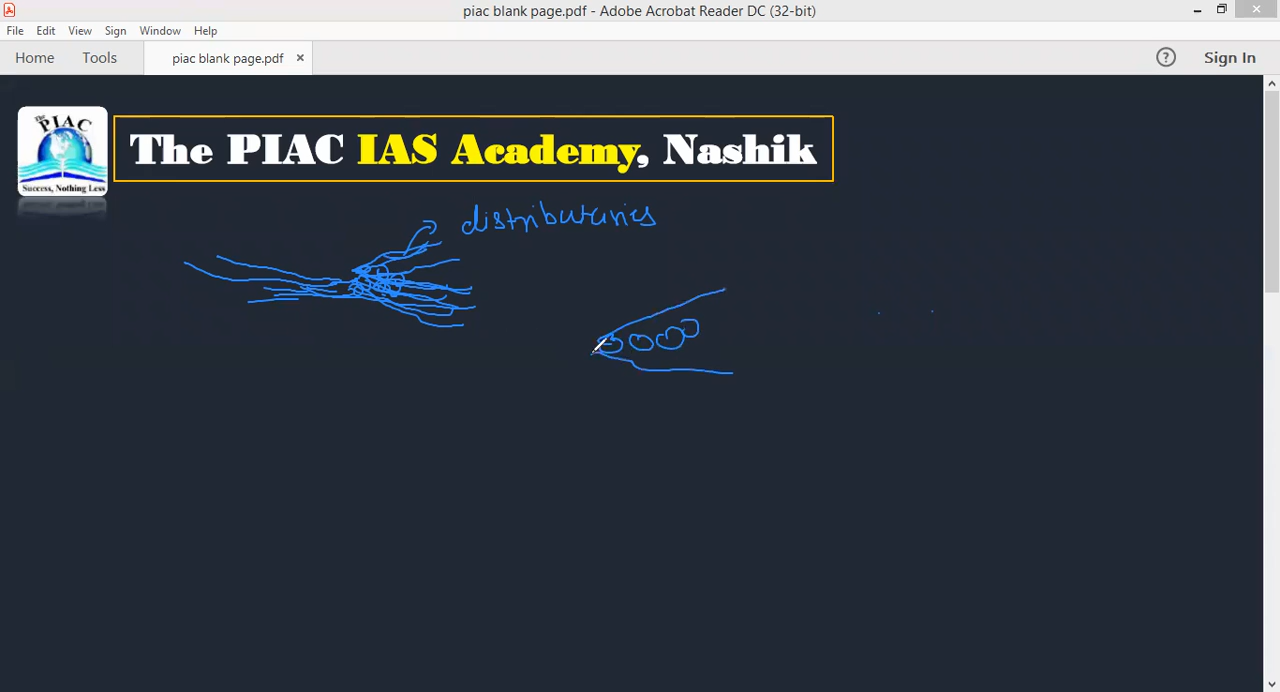 piac blank page.pdf - Adobe Acrobat Reader DC (32-bit)
File Edit View Sign Window Help
Home Tools piac blank page.pdf × ? Sign In
The PIAC
Success, Nothing Less
The PIAC IAS Academy, Nashik
distributaries